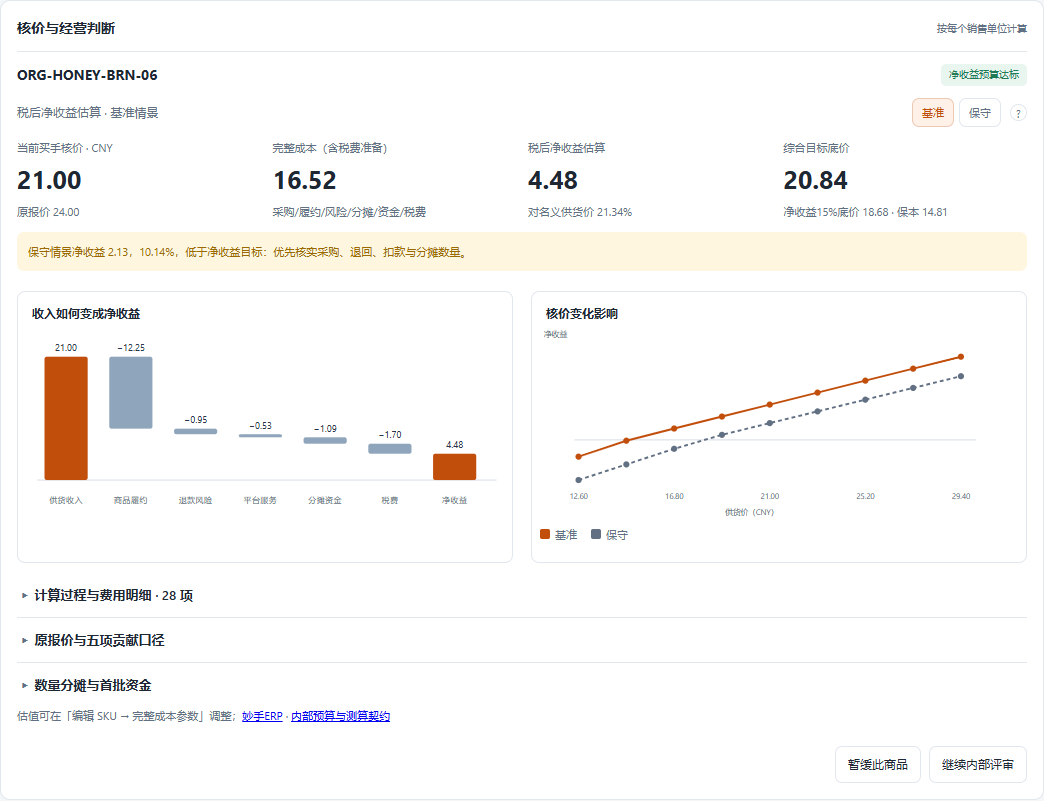 核价与经营判断
按每个销售单位计算
ORG-HONEY-BRN-06
净收益预算达标
税后净收益估算 · 基准情景
基准
保守
?
当前买手核价 · CNY
完整成本（含税费准备）
税后净收益估算
综合目标底价
21.00
16.52
4.48
20.84
原报价 24.00
采购/履约/风险/分摊/资金/税费
对名义供货价 21.34%
净收益15%底价 18.68 · 保本 14.81
保守情景净收益 2.13，10.14%，低于净收益目标：优先核实采购、退回、扣款与分摊数量。
收入如何变成净收益
21.00
−12.25
−0.95
−0.53
−1.09
−1.70
4.48
供货收入
商品履约
退款风险
平台服务
分摊资金
税费
净收益
核价变化影响
净收益
12.60
16.80
21.00
25.20
29.40
供货价（CNY）
基准
保守
▸ 计算过程与费用明细 · 28 项
▸ 原报价与五项贡献口径
▸ 数量分摊与首批资金
估值可在「编辑 SKU → 完整成本参数」调整；妙手ERP · 内部预算与测算契约
暂缓此商品
继续内部评审